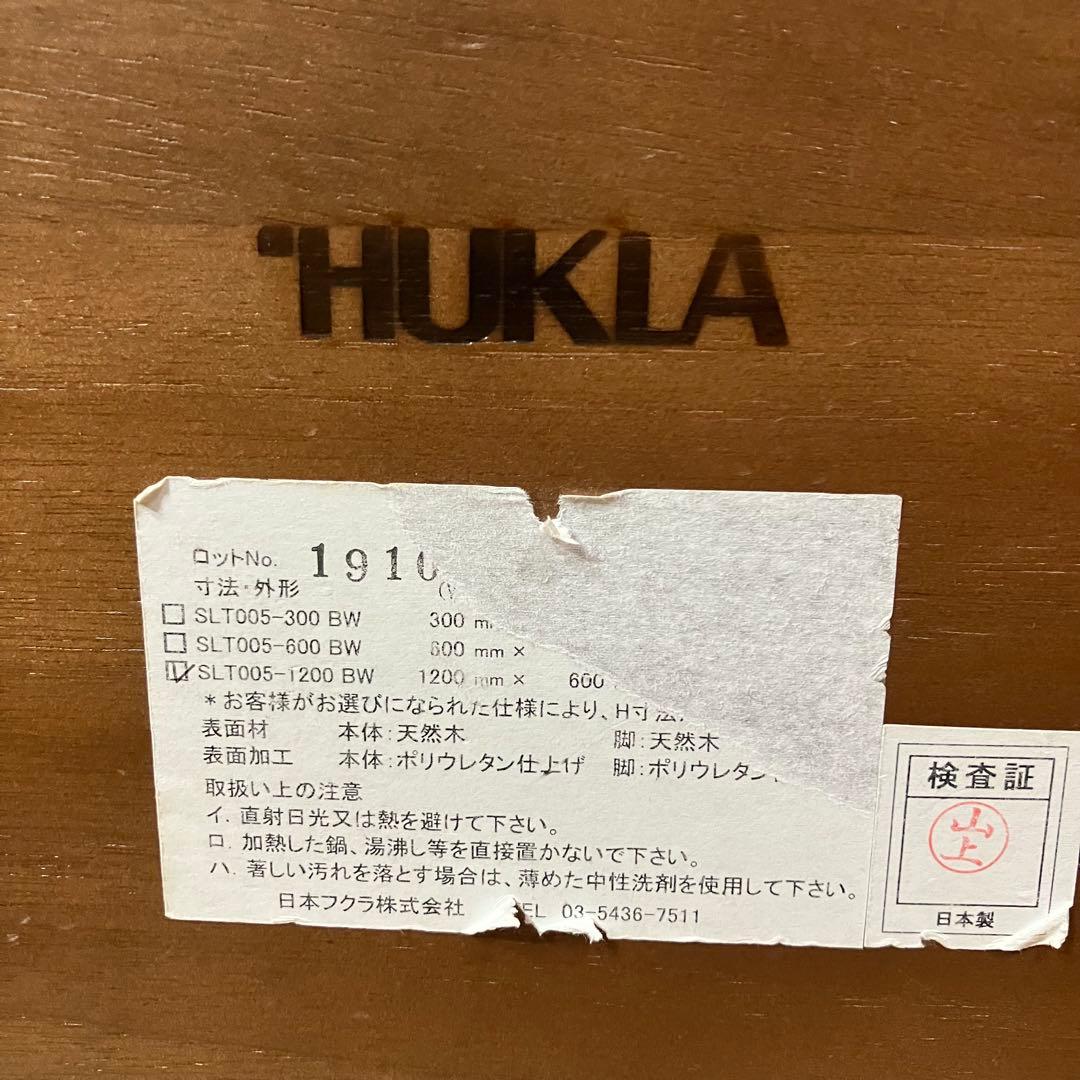 HUKLA
ロットNo. 1910
寸法・外形
SLT005-300 BW 300 mm
SLT005-600 BW 600 mm ×
SLT005-1200 BW 1200 mm × 600
*お客様がお選びになられた仕様により、H寸法
表面材 本体:天然木 脚:天然木
表面加工 本体:ポリウレタン仕上げ 脚:ポリウレタン
取扱い上の注意
イ. 直射日光又は熱を避けて下さい。
ロ. 加熱した鍋、湯沸し等を直接置かないで下さい。
ハ. 著しい汚れを落とす場合は、薄めた中性洗剤を使用して下さい。
日本フクラ株式会社 EL 03-5436-7511
検査証
山上
日本製